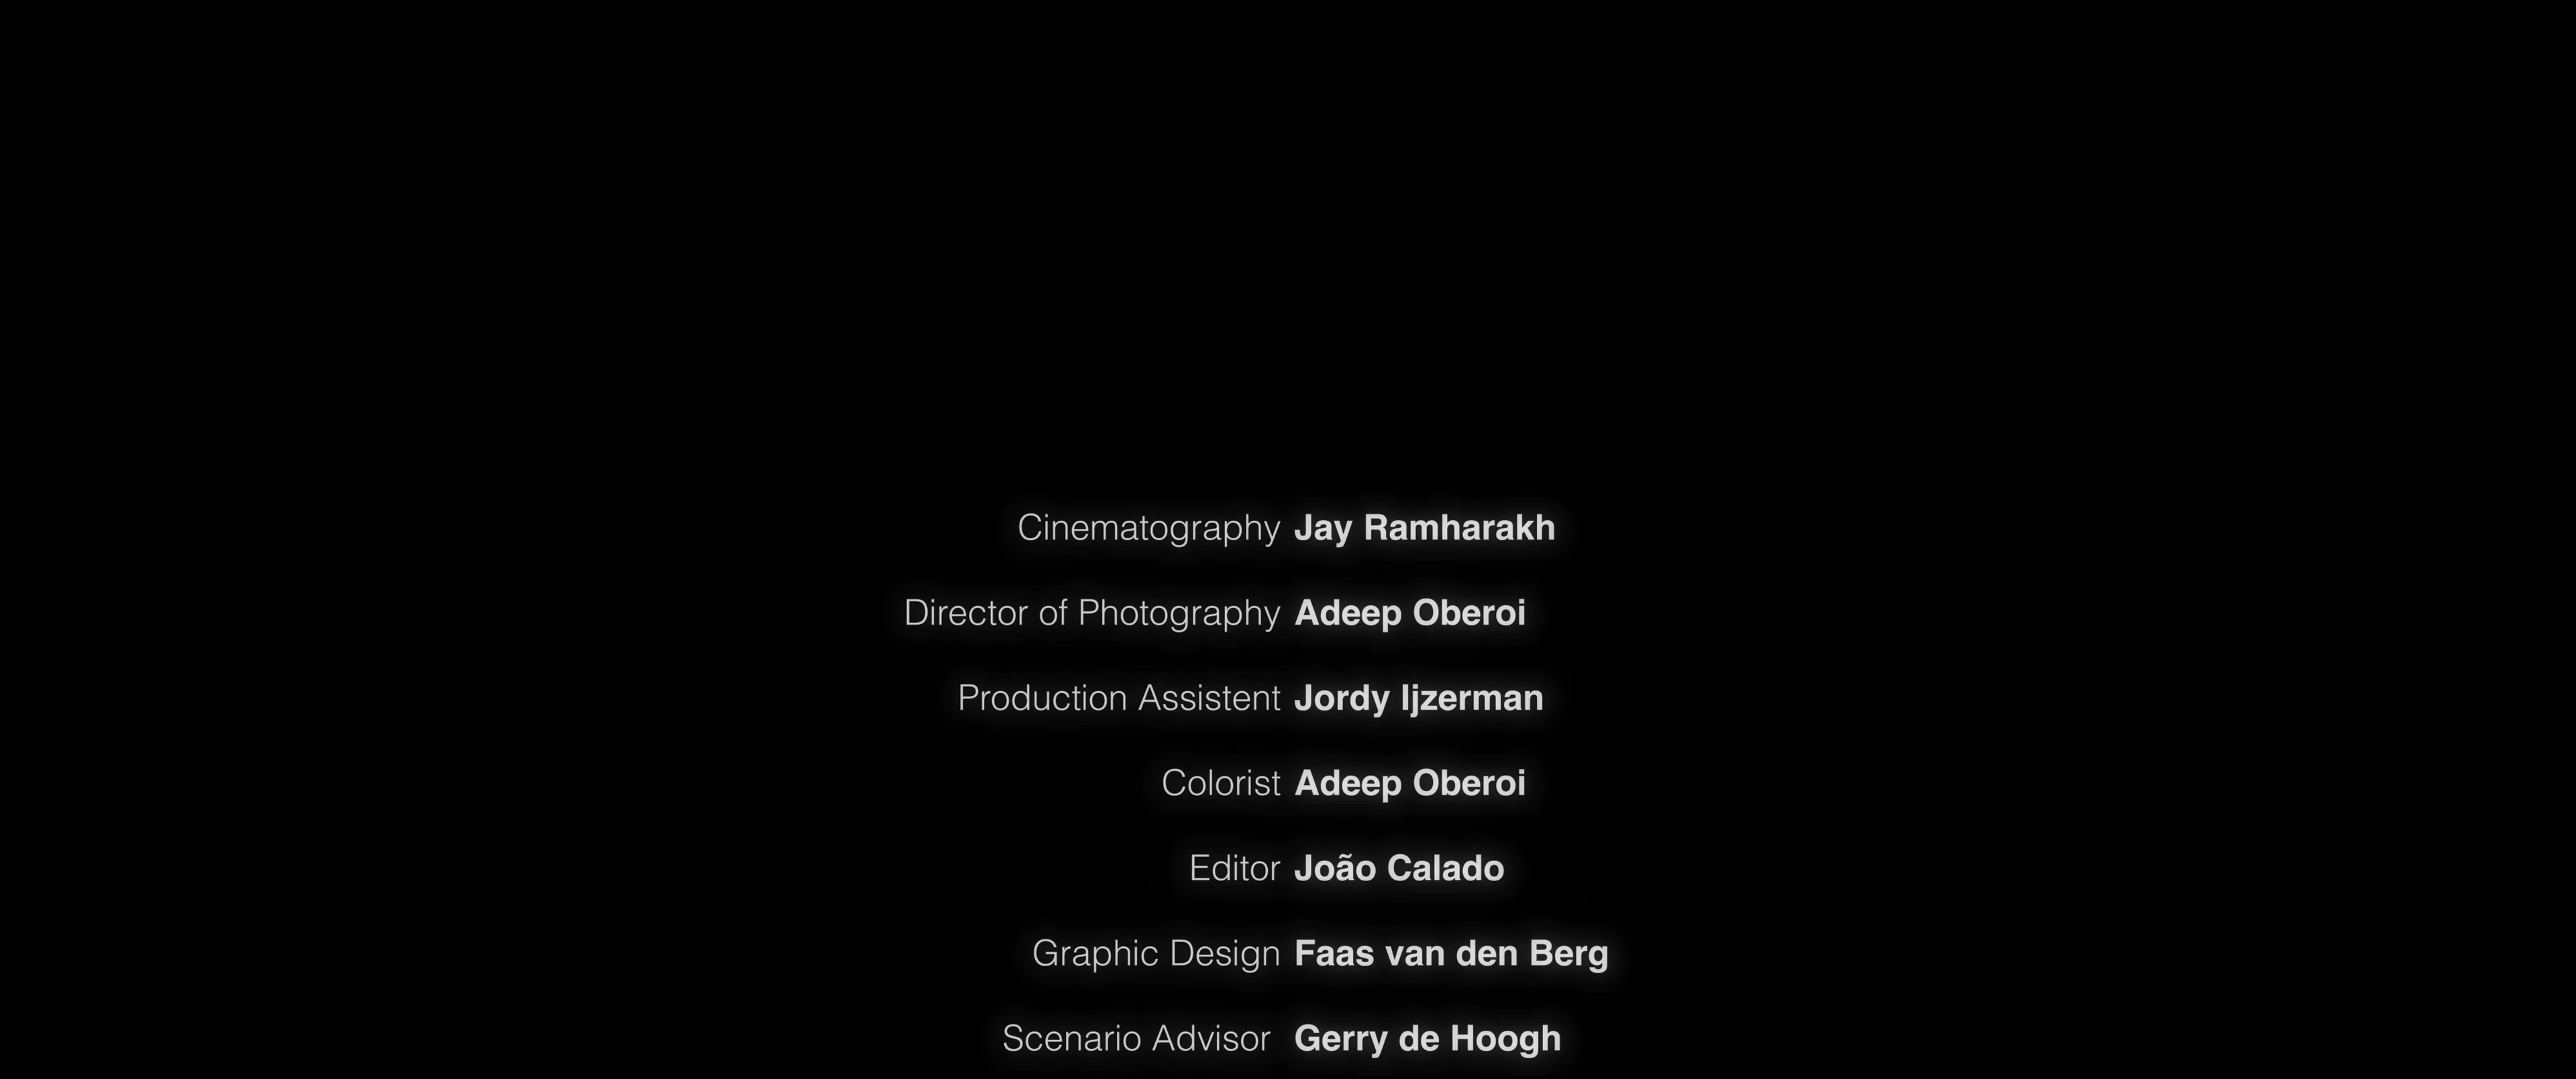 Cinematography Jay Ramharakh
Director of Photography Adeep Oberoi
Production Assistent Jordy Ijzerman
Colorist Adeep Oberoi
Editor João Calado
Graphic Design Faas van den Berg
Scenario Advisor Gerry de Hoogh